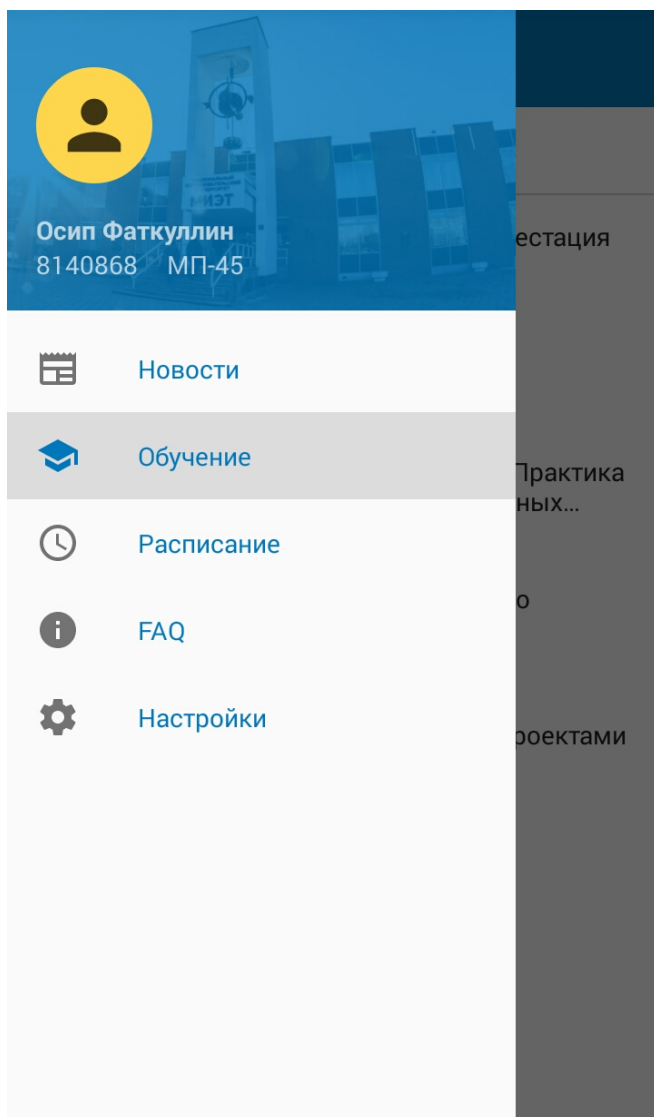 Осип Фаткуллин
8140868 МП-45
Новости
Обучение
Расписание
FAQ
Настройки
естация
Практика
ных...
о
роектами